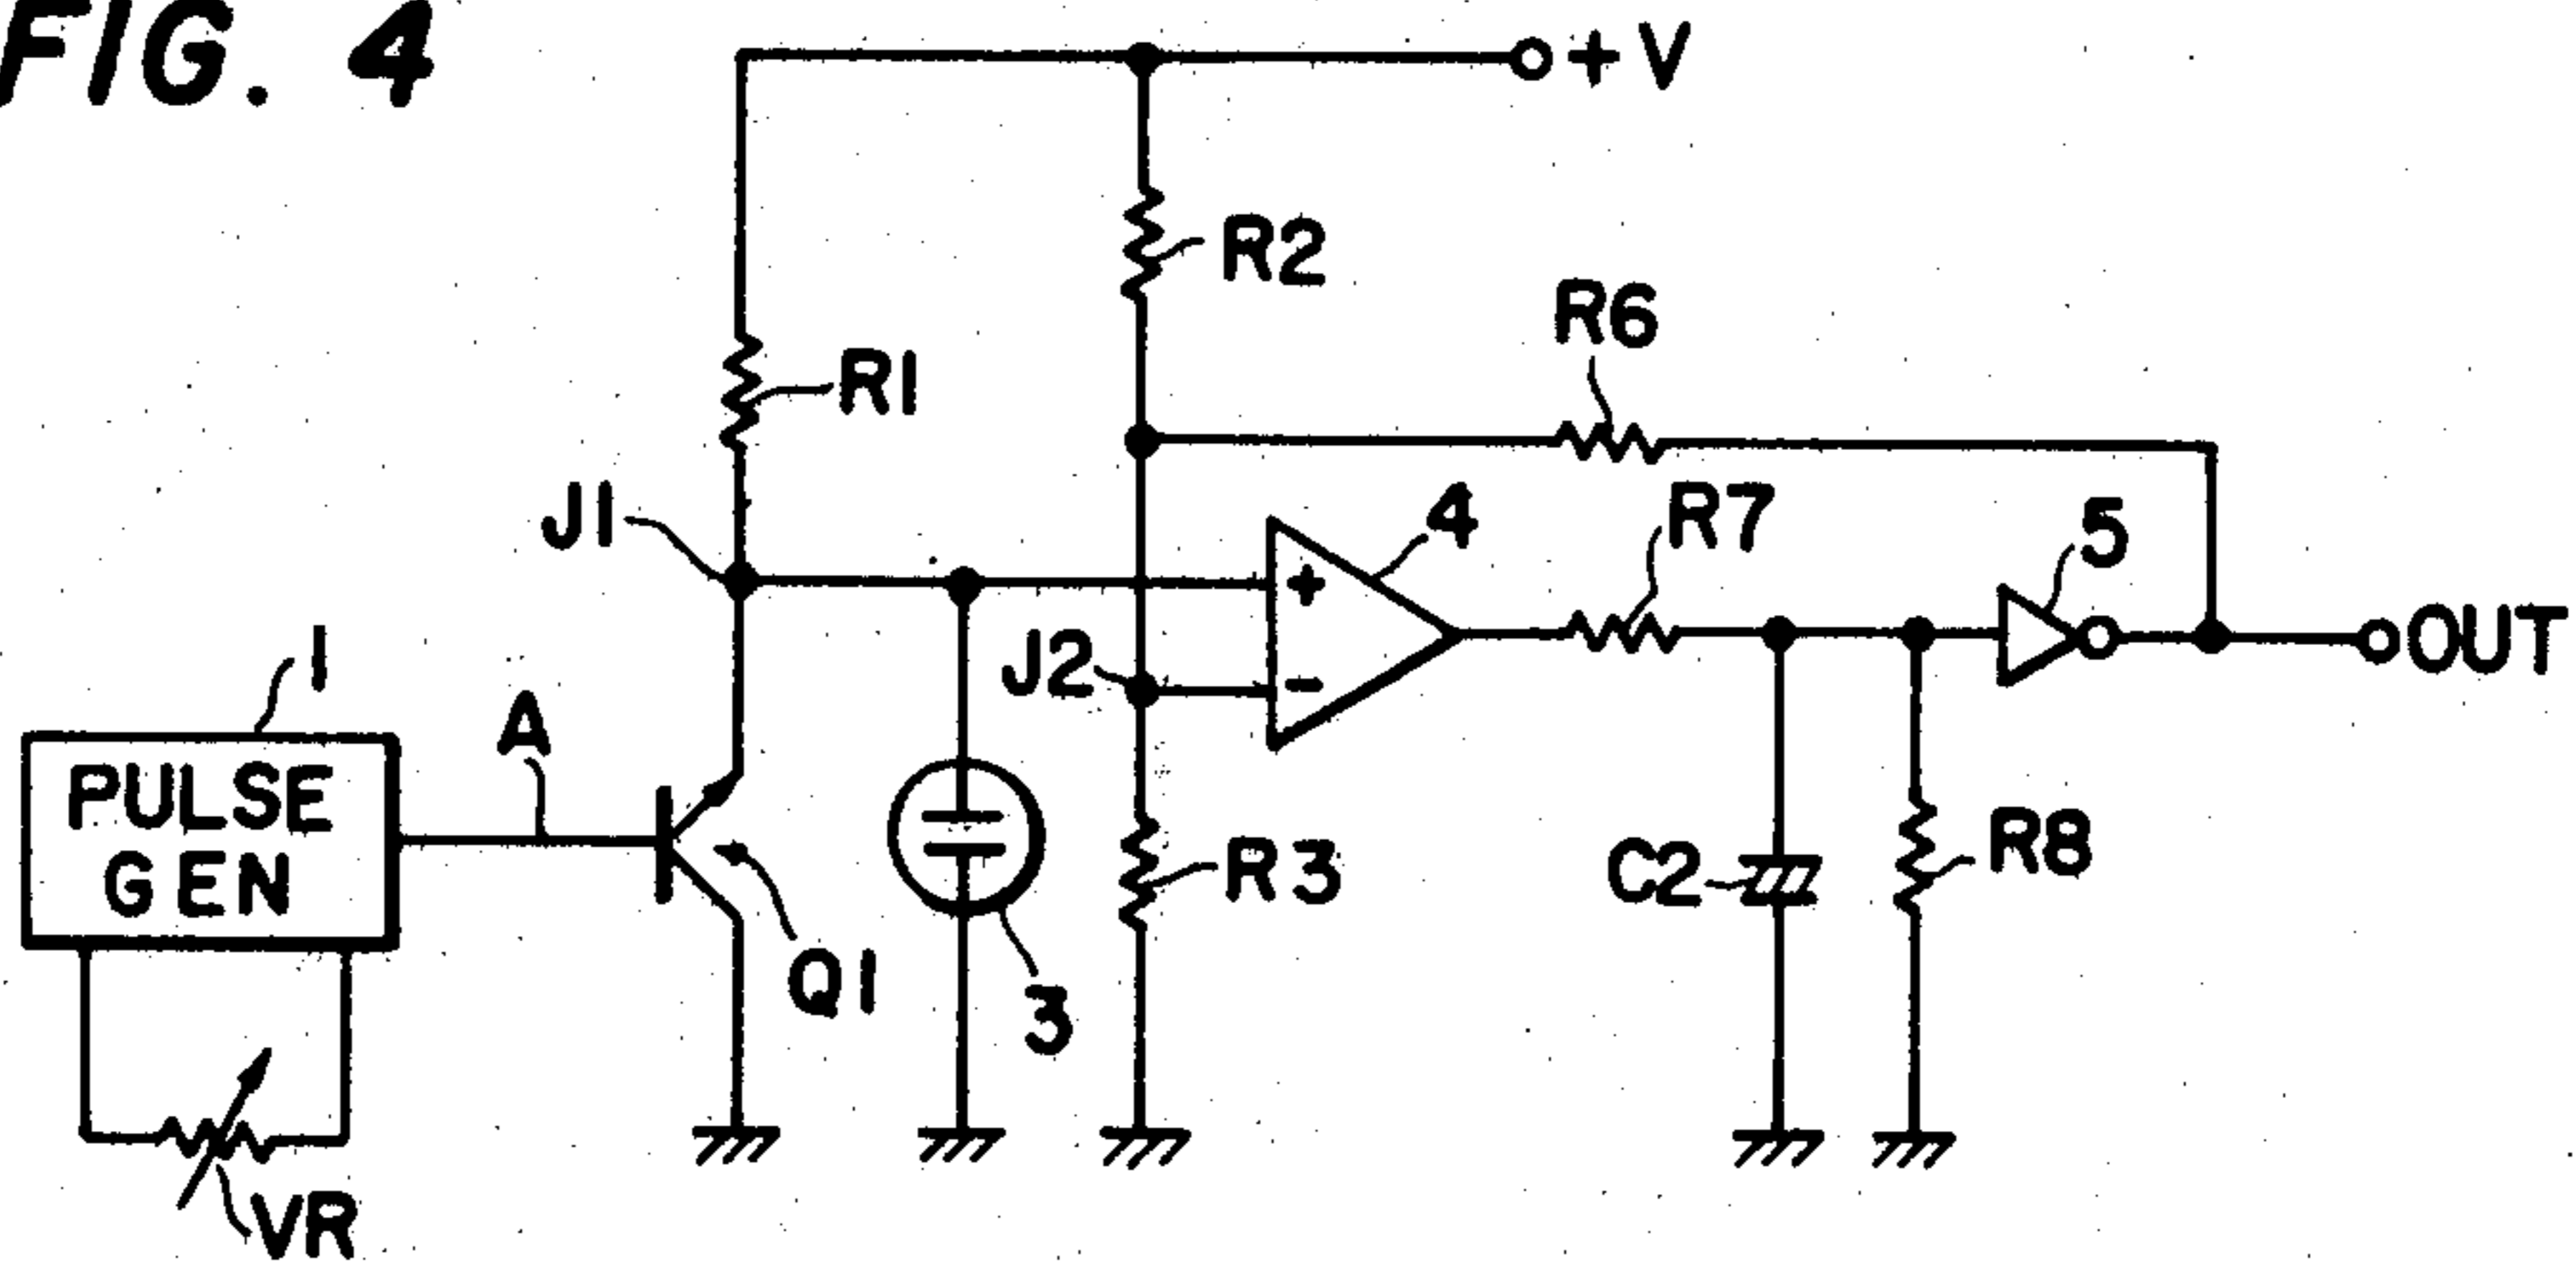 FIG. 4
+V
R2
R6
R1
J1
4
R7
5
+
J2
-
OUT
1
A
PULSE
GEN
Q1
3
R3
C2
R8
VR